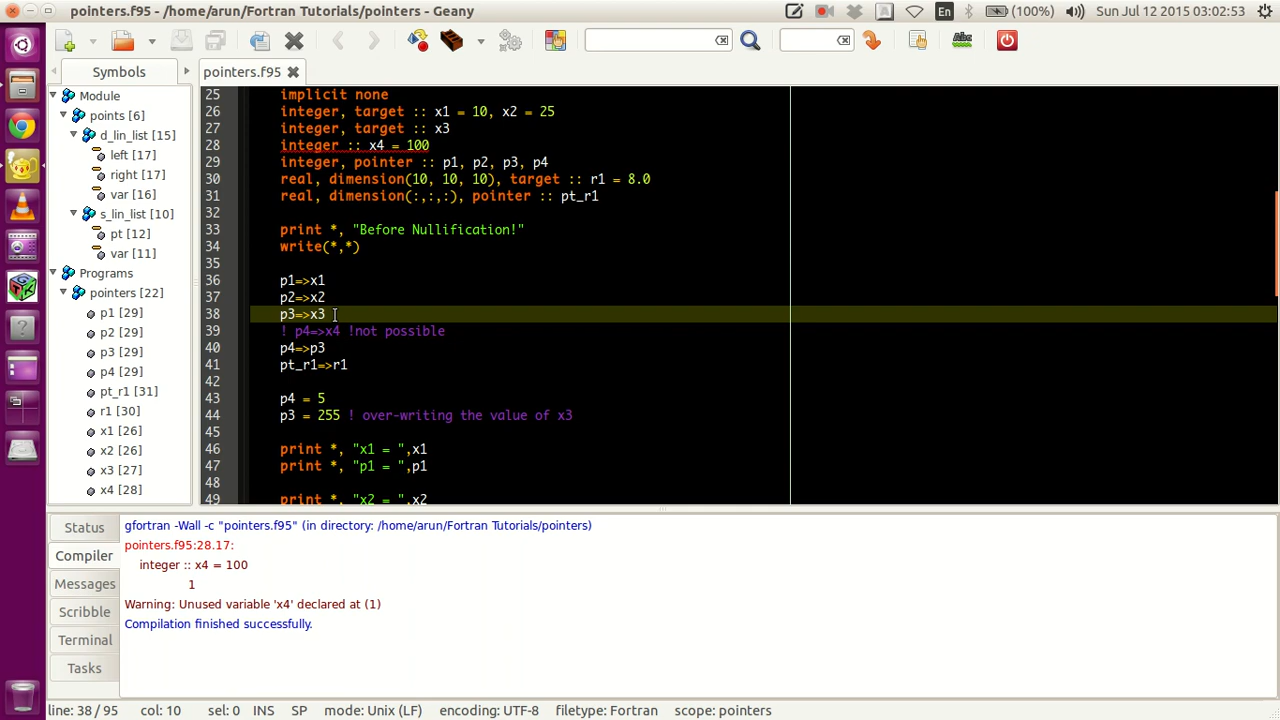 pointers.f95 - /home/arun/Fortran Tutorials/pointers - Geany
En
(100%)
Sun Jul 12 2015 03:02:53
Symbols
pointers.f95
Module
points [6]
d_lin_list [15]
left [17]
right [17]
var [16]
s_lin_list [10]
pt [12]
var [11]
Programs
pointers [22]
p1 [29]
p2 [29]
p3 [29]
p4 [29]
pt_r1 [31]
r1 [30]
x1 [26]
x2 [26]
x3 [27]
x4 [28]
25 implicit none
26 integer, target :: x1 = 10, x2 = 25
27 integer, target :: x3
28 integer :: x4 = 100
29 integer, pointer :: p1, p2, p3, p4
30 real, dimension(10, 10, 10), target :: r1 = 8.0
31 real, dimension(:,:,:), pointer :: pt_r1
32
33 print *, "Before Nullification!"
34 write(*,*)
35
36 p1=>x1
37 p2=>x2
38 p3=>x3
39 ! p4=>x4 !not possible
40 p4=>p3
41 pt_r1=>r1
42
43 p4 = 5
44 p3 = 255 ! over-writing the value of x3
45
46 print *, "x1 = ",x1
47 print *, "p1 = ",p1
48
49 print *, "x2 = ",x2
Status
Compiler
Messages
Scribble
Terminal
Tasks
gfortran -Wall -c "pointers.f95" (in directory: /home/arun/Fortran Tutorials/pointers)
pointers.f95:28.17:
integer :: x4 = 100
1
Warning: Unused variable 'x4' declared at (1)
Compilation finished successfully.
line: 38 / 95 col: 10 sel: 0 INS SP mode: Unix (LF) encoding: UTF-8 filetype: Fortran scope: pointers